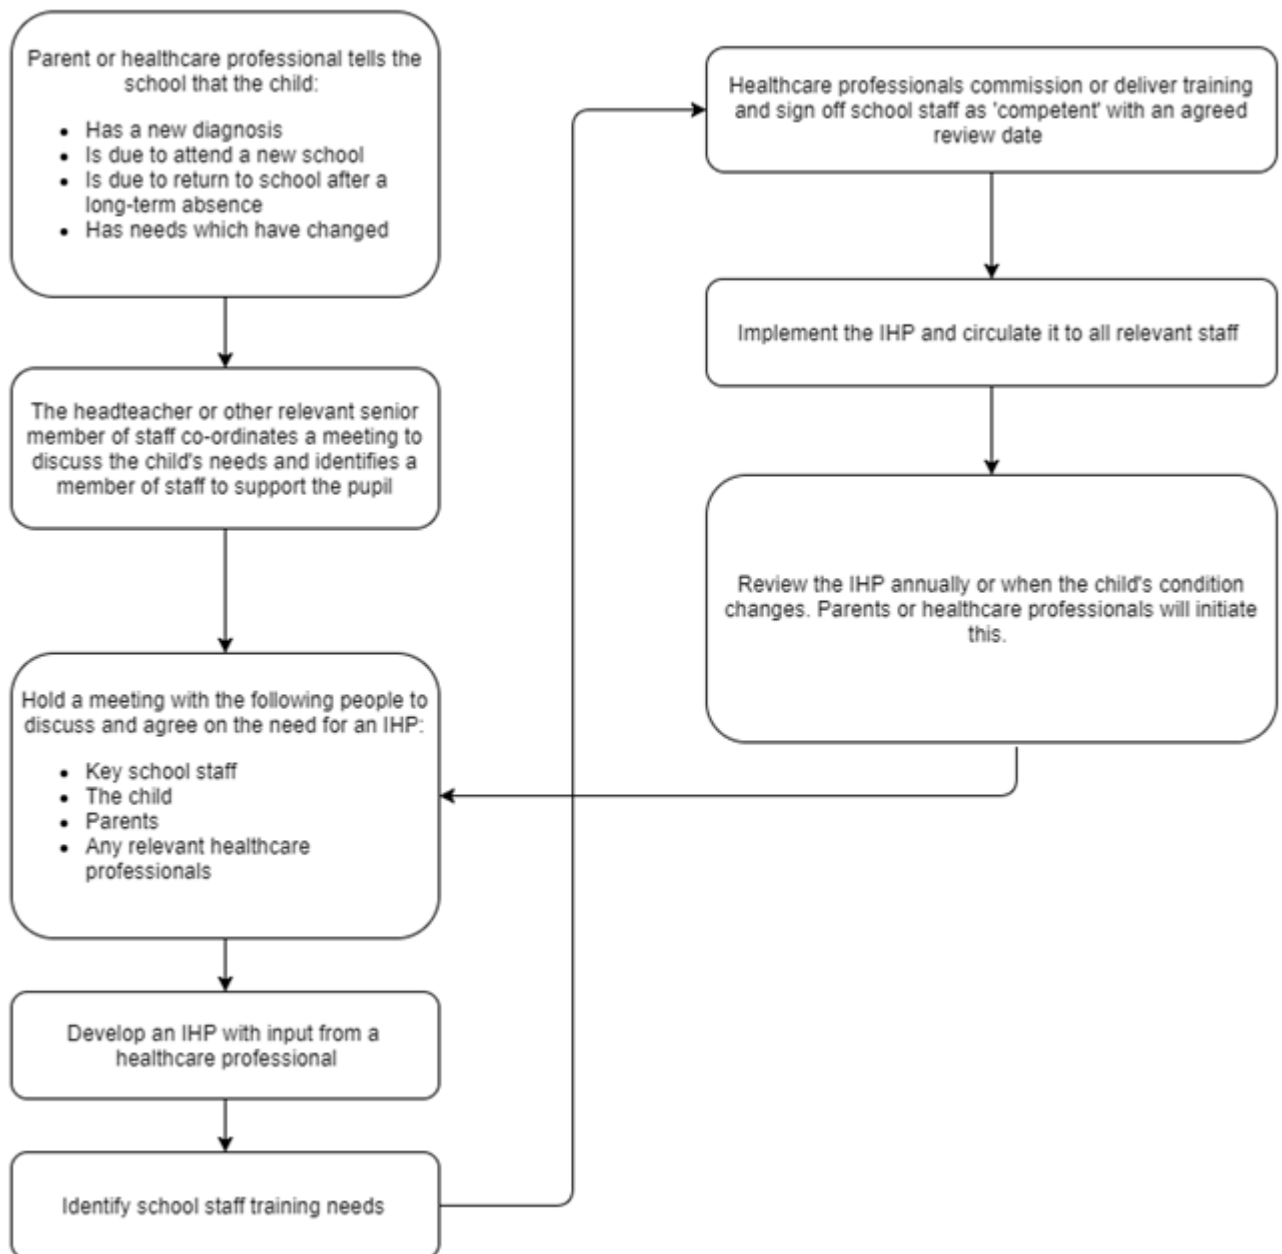 Parent or healthcare professional tells the
school that the child:
• Has a new diagnosis
• Is due to attend a new school
• Is due to return to school after a
long-term absence
• Has needs which have changed
The headteacher or other relevant senior
member of staff co-ordinates a meeting to
discuss the child's needs and identifies a
member of staff to support the pupil
Hold a meeting with the following people to
discuss and agree on the need for an IHP:
• Key school staff
• The child
• Parents
• Any relevant healthcare
professionals
Develop an IHP with input from a
healthcare professional
Identify school staff training needs
Healthcare professionals commission or deliver training
and sign off school staff as 'competent' with an agreed
review date
Implement the IHP and circulate it to all relevant staff
Review the IHP annually or when the child's condition
changes. Parents or healthcare professionals will initiate
this.